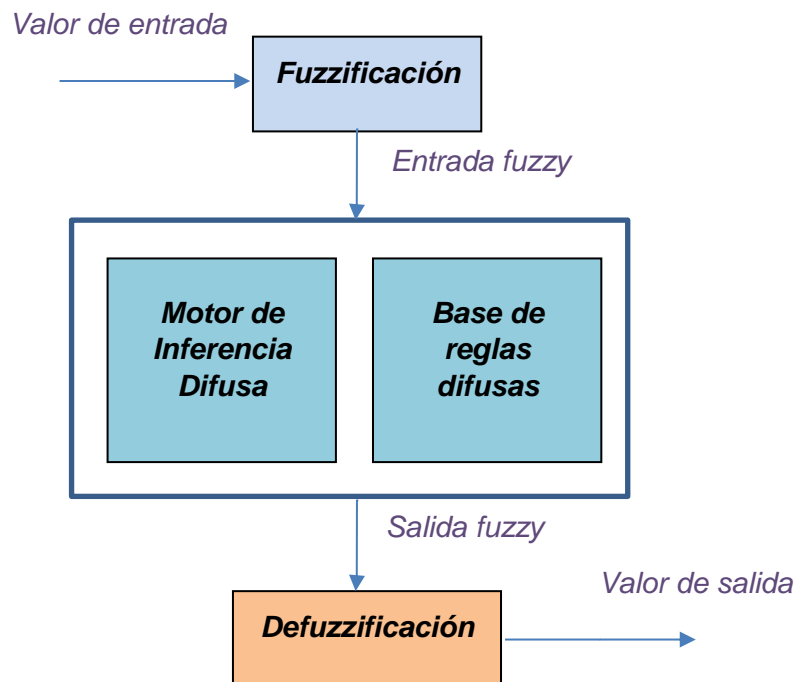 Valor de entrada
Fuzzificación
Entrada fuzzy
Motor de
Inferencia
Difusa
Base de
reglas
difusas
Salida fuzzy
Valor de salida
Defuzzificación